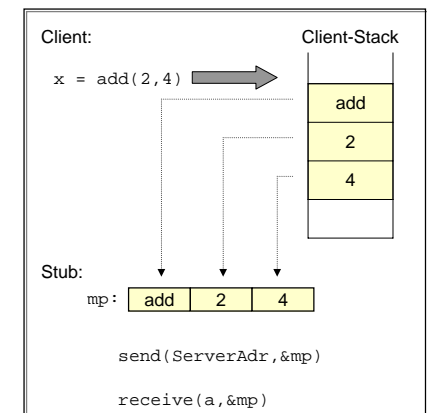 Client: Client-Stack
x = add(2,4)
add
2
4
Stub:
mp: add 2 4
send(ServerAdr,&mp)
receive(a,&mp)